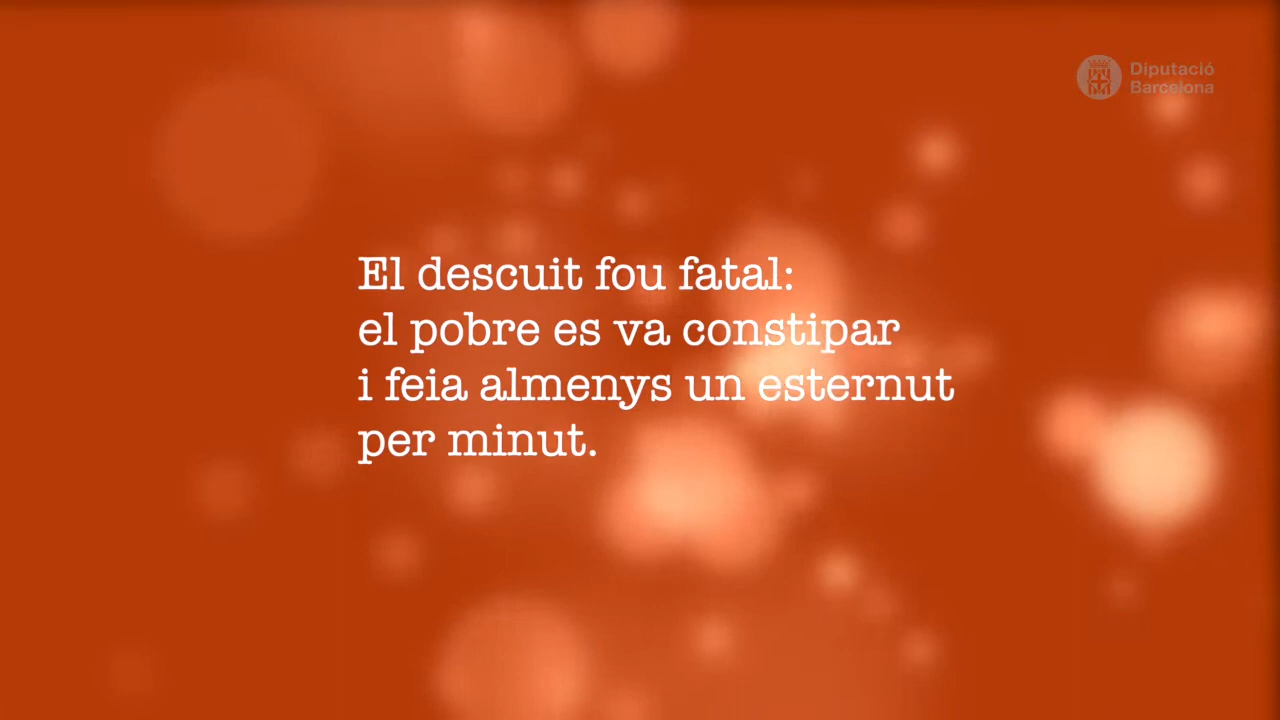 Diputació
Barcelona
El descuit fou fatal:
el pobre es va constipar
i feia almenys un esternut
per minut.